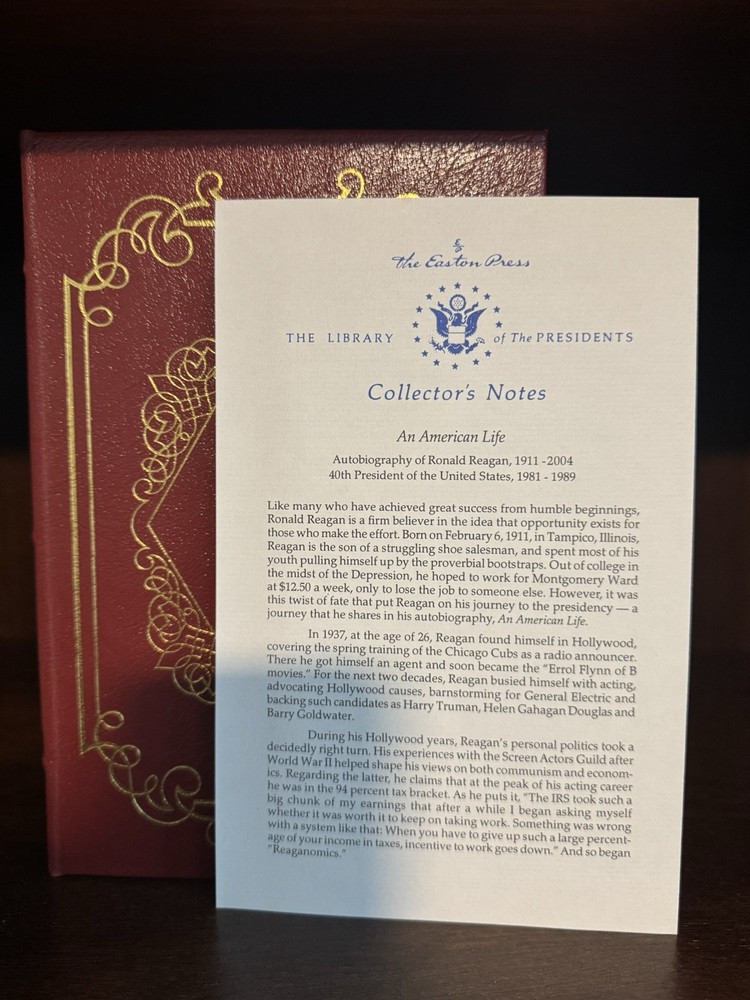 The Easton Press
THE LIBRARY of The PRESIDENTS
Collector's Notes
An American Life
Autobiography of Ronald Reagan, 1911 -2004
40th President of the United States, 1981 - 1989
Like many who have achieved great success from humble beginnings,
Ronald Reagan is a firm believer in the idea that opportunity exists for
those who make the effort. Born on February 6, 1911, in Tampico, Illinois,
Reagan is the son of a struggling shoe salesman, and spent most of his
youth pulling himself up by the proverbial bootstraps. Out of college in
the midst of the Depression, he hoped to work for Montgomery Ward
at $12.50 a week, only to lose the job to someone else. However, it was
this twist of fate that put Reagan on his journey to the presidency — a
journey that he shares in his autobiography, An American Life.
In 1937, at the age of 26, Reagan found himself in Hollywood,
covering the spring training of the Chicago Cubs as a radio announcer.
There he got himself an agent and soon became the "Errol Flynn of B
movies." For the next two decades, Reagan busied himself with acting,
advocating Hollywood causes, barnstorming for General Electric and
backing such candidates as Harry Truman, Helen Gahagan Douglas and
Barry Goldwater.
During his Hollywood years, Reagan's personal politics took a
decidedly right turn. His experiences with the Screen Actors Guild after
World War II helped shape his views on both communism and econom-
ics. Regarding the latter, he claims that at the peak of his acting career
he was in the 94 percent tax bracket. As he puts it, "The IRS took such a
big chunk of my earnings that after a while I began asking myself
whether it was worth it to keep on taking work. Something was wrong
with a system like that: When you have to give up such a large percent-
age of your income in taxes, incentive to work goes down." And so began
"Reaganomics."